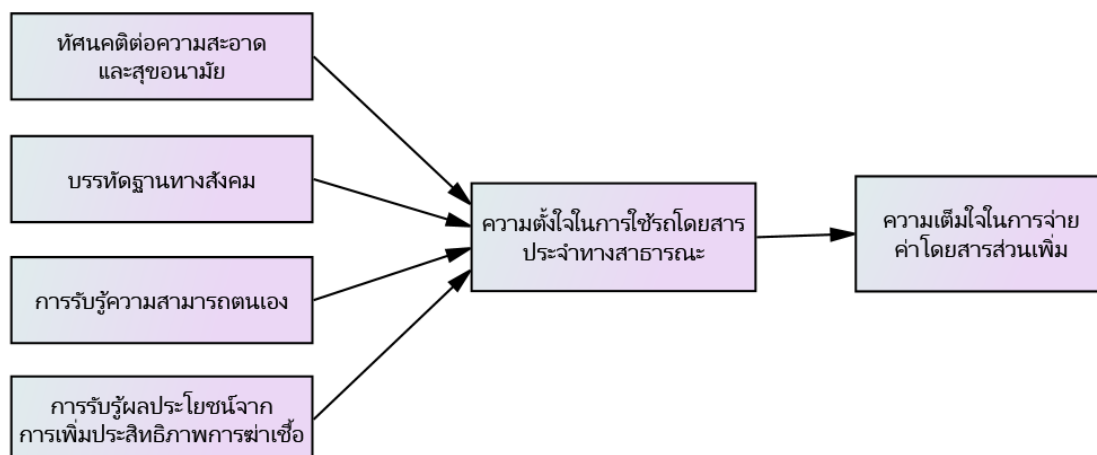 ทัศนคติต่อความสะอาด
และสุขอนามัย
บรรทัดฐานทางสังคม
การรับรู้ความสามารถตนเอง
การรับรู้ผลประโยชน์จาก
การเพิ่มประสิทธิภาพการฆ่าเชื้อ
ความตั้งใจในการใช้รถโดยสาร
ประจำทางสาธารณะ
ความเต็มใจในการจ่าย
ค่าโดยสารส่วนเพิ่ม